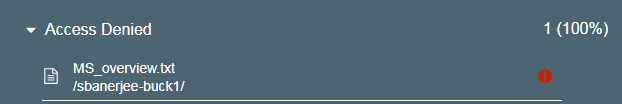 Access Denied 1 (100%)
MS_overview.txt
/sbanerjee-buck1/